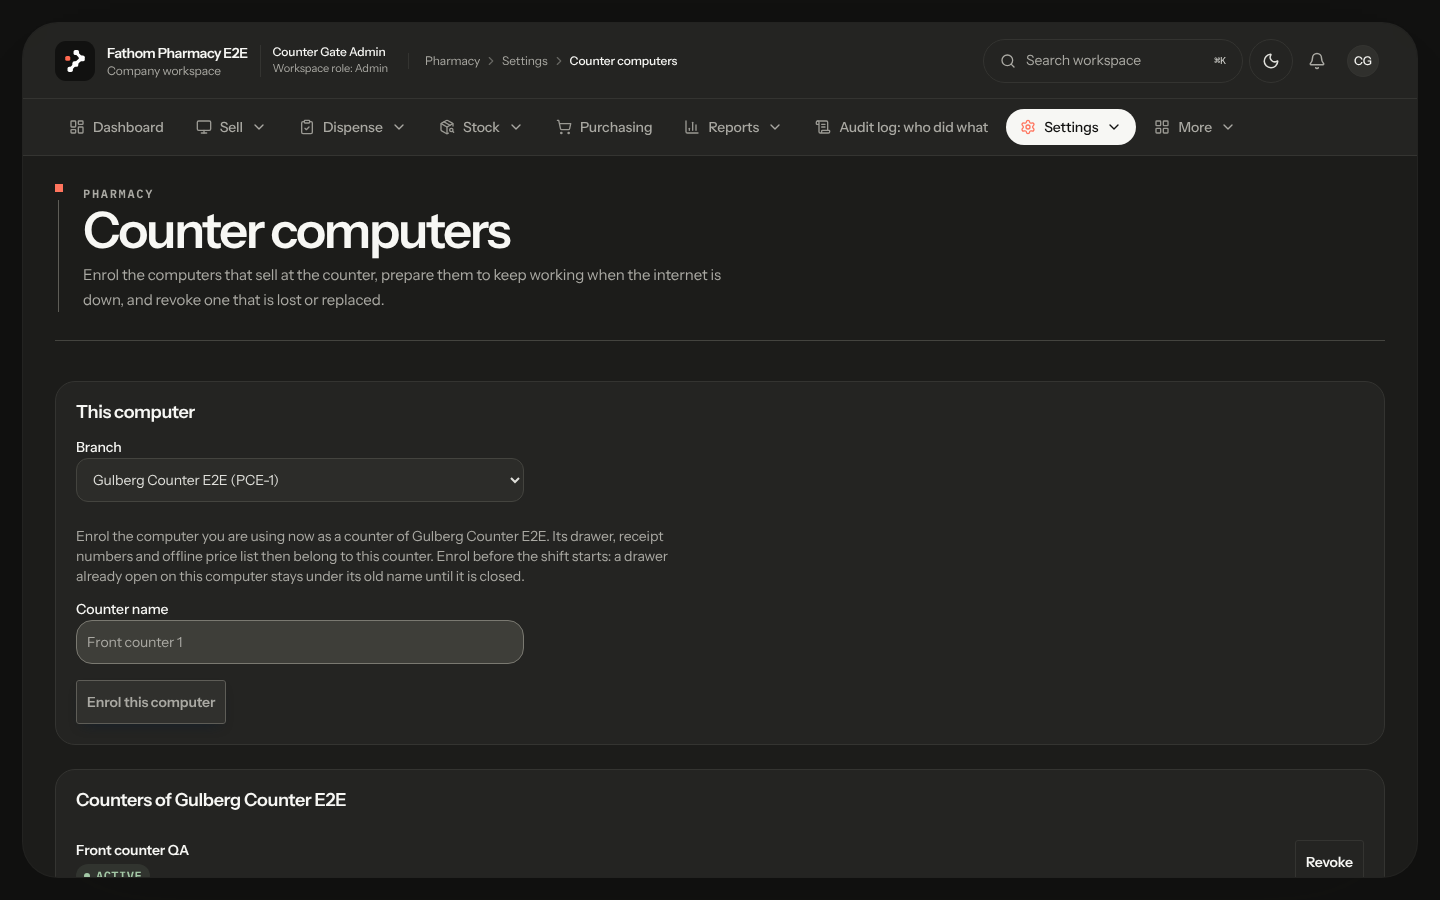 Fathom Pharmacy E2E
Company workspace
Counter Gate Admin
Workspace role: Admin
Pharmacy > Settings > Counter computers
Search workspace ⌘K
CG
Dashboard
Sell
Dispense
Stock
Purchasing
Reports
Audit log: who did what
Settings
More
PHARMACY
Counter computers
Enrol the computers that sell at the counter, prepare them to keep working when the internet is
down, and revoke one that is lost or replaced.
This computer
Branch
Gulberg Counter E2E (PCE-1)
Enrol the computer you are using now as a counter of Gulberg Counter E2E. Its drawer, receipt
numbers and offline price list then belong to this counter. Enrol before the shift starts: a drawer
already open on this computer stays under its old name until it is closed.
Counter name
Front counter 1
Enrol this computer
Counters of Gulberg Counter E2E
Front counter QA
ACTIVE
Revoke